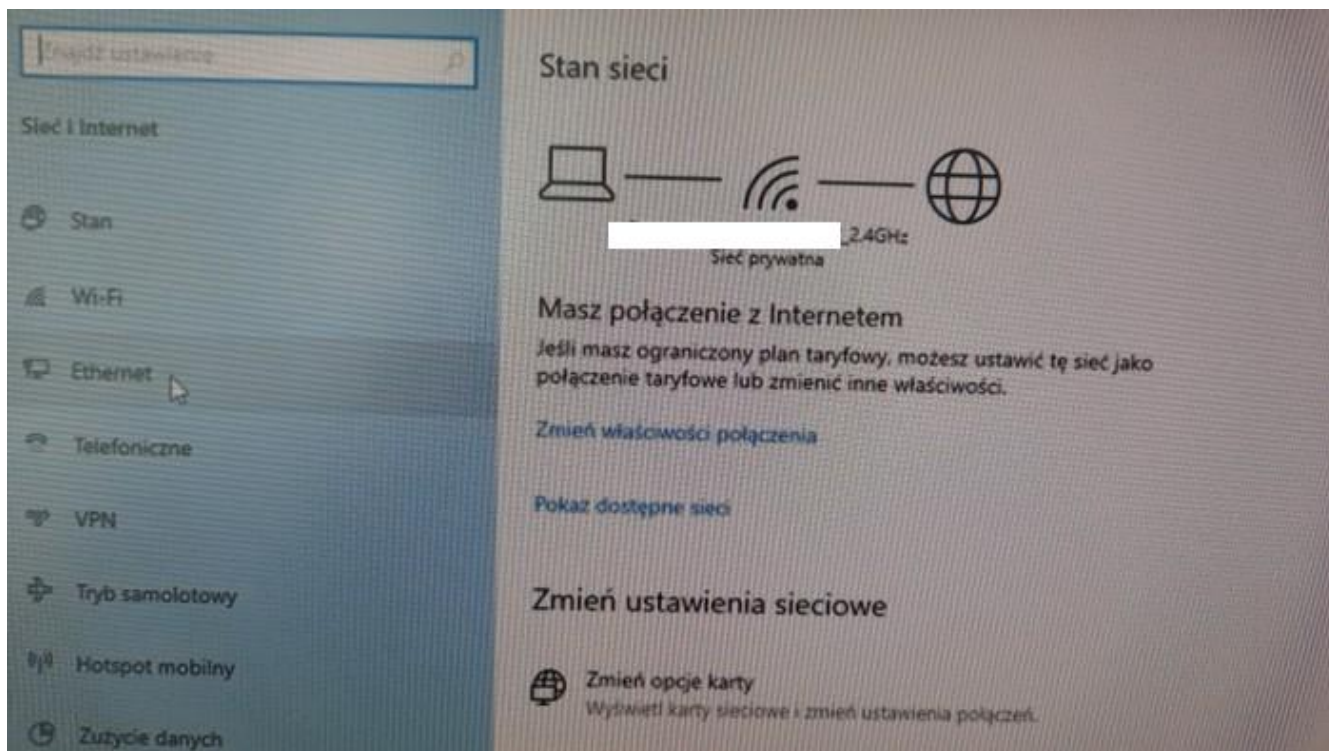 Znajdź ustawienie
Sieć i Internet
Stan
Wi-Fi
Ethernet
Telefoniczne
VPN
Tryb samolotowy
Hotspot mobilny
Zużycie danych
Stan sieci
_2.4GHz
Sieć prywatna
Masz połączenie z Internetem
Jeśli masz ograniczony plan taryfowy, możesz ustawić tę sieć jako
połączenie taryfowe lub zmienić inne właściwości.
Zmień właściwości połączenia
Pokaż dostępne sieci
Zmień ustawienia sieciowe
Zmień opcje karty
Wyświetl karty sieciowe i zmień ustawienia połączeń.